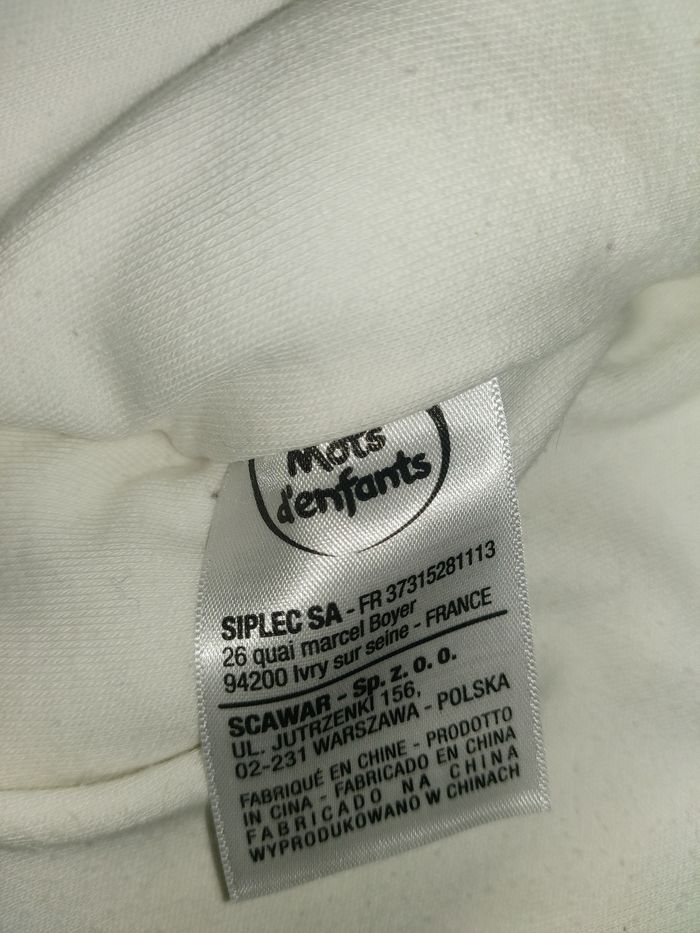 Mots
d'enfants
SIPLEC SA - FR 37315281113
26 quai marcel Boyer
94200 Ivry sur seine - FRANCE
SCAWAR - Sp. z. o. o.
UL. JUTRZENKI 156,
02-231 WARSZAWA - POLSKA
FABRIQUÉ EN CHINE - PRODOTTO
IN CINA - FABRICADO EN CHINA
FABRICADO NA CHINA
WYPRODUKOWANO W CHINACH